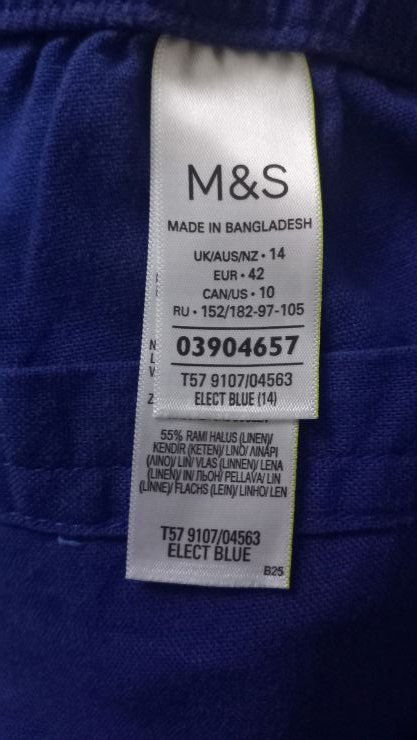 M&S
MADE IN BANGLADESH
UK/AUS/NZ • 14
EUR • 42
CAN/US • 10
RU • 152/182-97-105
03904657
T57 9107/04563
ELECT BLUE (14)
N
L
V
Z
55% RAMI HALUS (LINEN)/
KENDIR (KETEN)/ LINO/ ΛΙΝΑΡΙ
(ΛΙΝΟ)/ LIN/ VLAS (LINNEN)/ LENA
(LINEN)/ IN/ ЛЬОН/ PELLAVA/ LIN
(LINNE)/ FLACHS (LEIN)/ LINHO/ LEN
T57 9107/04563
ELECT BLUE
B25